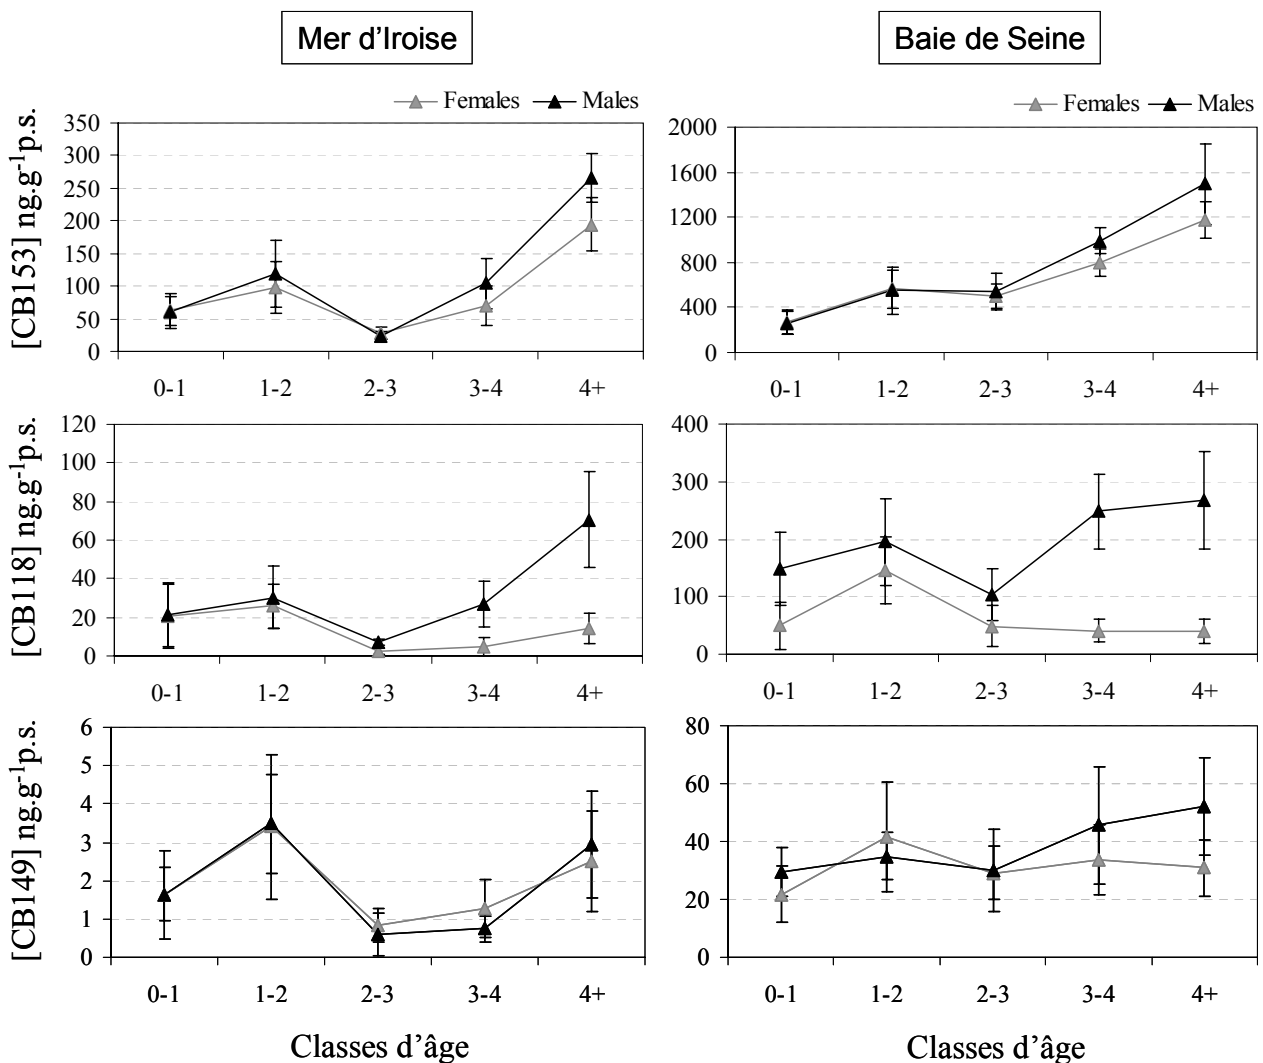 Mer d'Iroise
Baie de Seine
Females Males
Females Males
[CB153] ng.g⁻¹p.s.
350
300
250
200
150
100
50
0
0-1 1-2 2-3 3-4 4+
2000
1600
1200
800
400
0
0-1 1-2 2-3 3-4 4+
[CB118] ng.g⁻¹p.s.
120
100
80
60
40
20
0
0-1 1-2 2-3 3-4 4+
400
300
200
100
0
0-1 1-2 2-3 3-4 4+
[CB149] ng.g⁻¹p.s.
6
5
4
3
2
1
0
0-1 1-2 2-3 3-4 4+
Classes d'âge
80
60
40
20
0
0-1 1-2 2-3 3-4 4+
Classes d'âge